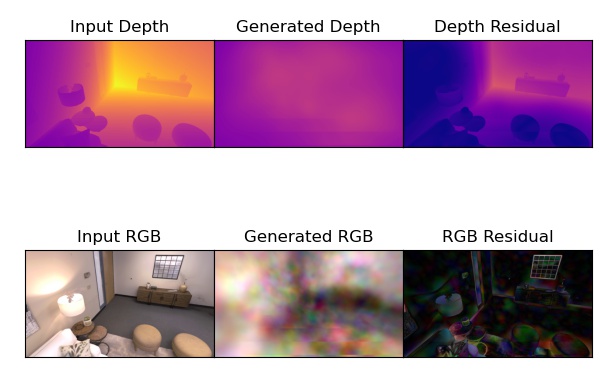 Input Depth
Generated Depth
Depth Residual
Input RGB
Generated RGB
RGB Residual